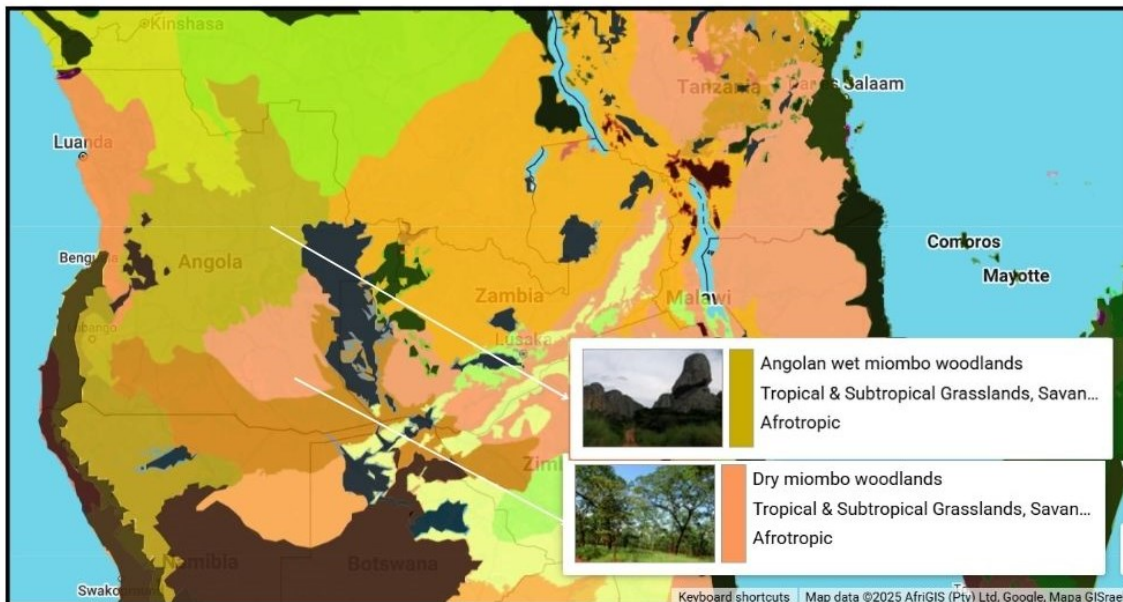 Kinshasa
Tanzania
Salaam
Luanda
Comoros
Angola
Mayotte
Zambia
Malawi
Lusaka
Angolan wet miombo woodlands
Tropical & Subtropical Grasslands, Savan...
Afrotropic
Dry miombo woodlands
Tropical & Subtropical Grasslands, Savan...
Afrotropic
Namibia
Botswana
Keyboard shortcuts
Map data ©2025 AfriGIS (Pty) Ltd. Google, Mapa GISrae